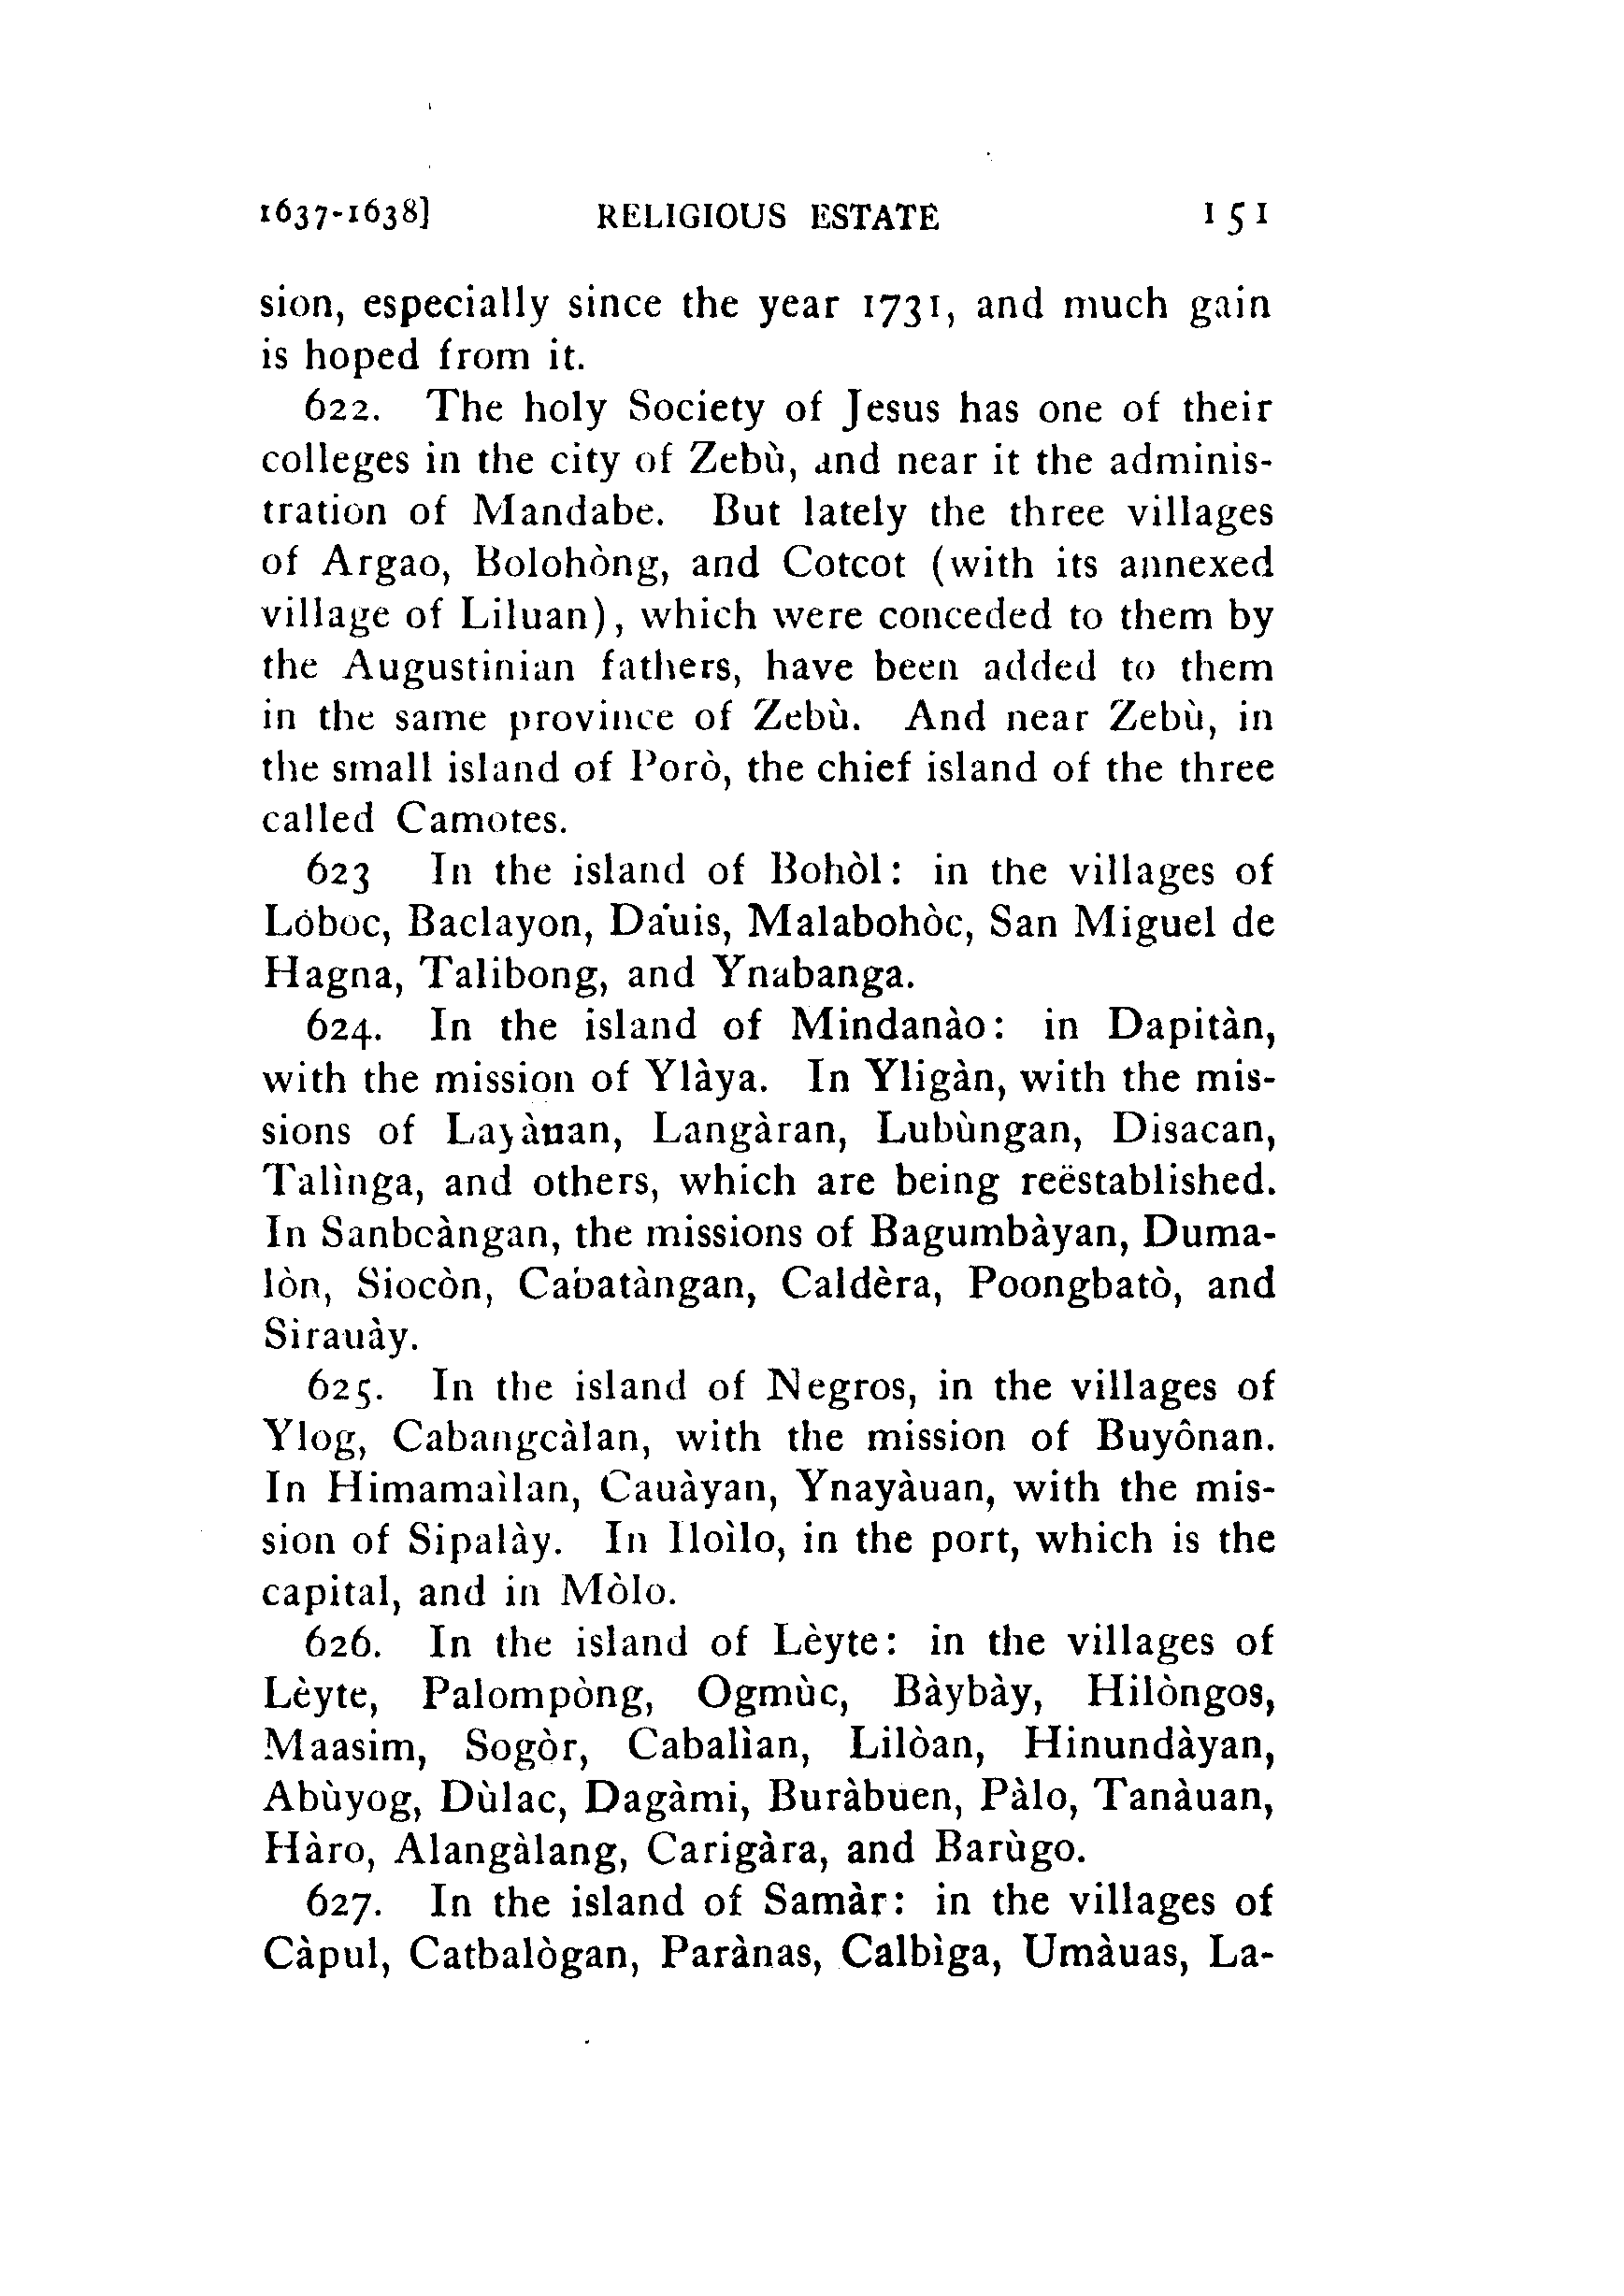 1637-1638] RELIGIOUS ESTATE 151
sion, especially since the year 1731, and much gain
is hoped from it.
622. The holy Society of Jesus has one of their
colleges in the city of Zebù, and near it the adminis-
tration of Mandabe. But lately the three villages
of Argao, Bolohòng, and Cotcot (with its annexed
village of Liluan), which were conceded to them by
the Augustinian fathers, have been added to them
in the same province of Zebù. And near Zebù, in
the small island of Porò, the chief island of the three
called Camotes.
623 In the island of Bohòl: in the villages of
Lòboc, Baclayon, Dauis, Malabohòc, San Miguel de
Hagna, Talibong, and Ynabanga.
624. In the island of Mindanào: in Dapitàn,
with the mission of Ylàya. In Yligàn, with the mis-
sions of Layàuan, Langàran, Lubùngan, Disacan,
Talìnga, and others, which are being reëstablished.
In Sanbcàngan, the missions of Bagumbàyan, Duma-
lòn, Siocòn, Cabatàngan, Caldèra, Poongbatò, and
Sirauày.
625. In the island of Negros, in the villages of
Ylog, Cabangcàlan, with the mission of Buyônan.
In Himamaìlan, Cauàyan, Ynayàuan, with the mis-
sion of Sipalày. In Iloìlo, in the port, which is the
capital, and in Mòlo.
626. In the island of Lèyte: in the villages of
Lèyte, Palompòng, Ogmùc, Bàybày, Hilòngos,
Maasim, Sogòr, Cabalìan, Lilòan, Hinundàyan,
Abùyog, Dùlac, Dagàmi, Buràbuen, Pàlo, Tanàuan,
Hàro, Alangàlang, Carigàra, and Barùgo.
627. In the island of Samàr: in the villages of
Càpul, Catbalògan, Parànas, Calbìga, Umàuas, La-